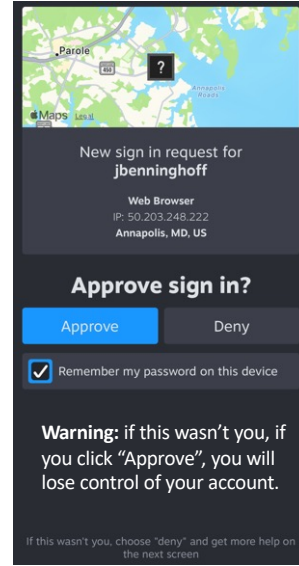 Parole
450
?
Annapolis
Roads
Maps Legal
New sign in request for
jbenninghoff
Web Browser
IP: 50.203.248.222
Annapolis, MD, US
Approve sign in?
Approve Deny
Remember my password on this device
Warning: if this wasn’t you, if
you click “Approve”, you will
lose control of your account.
If this wasn't you, choose "deny" and get more help on
the next screen